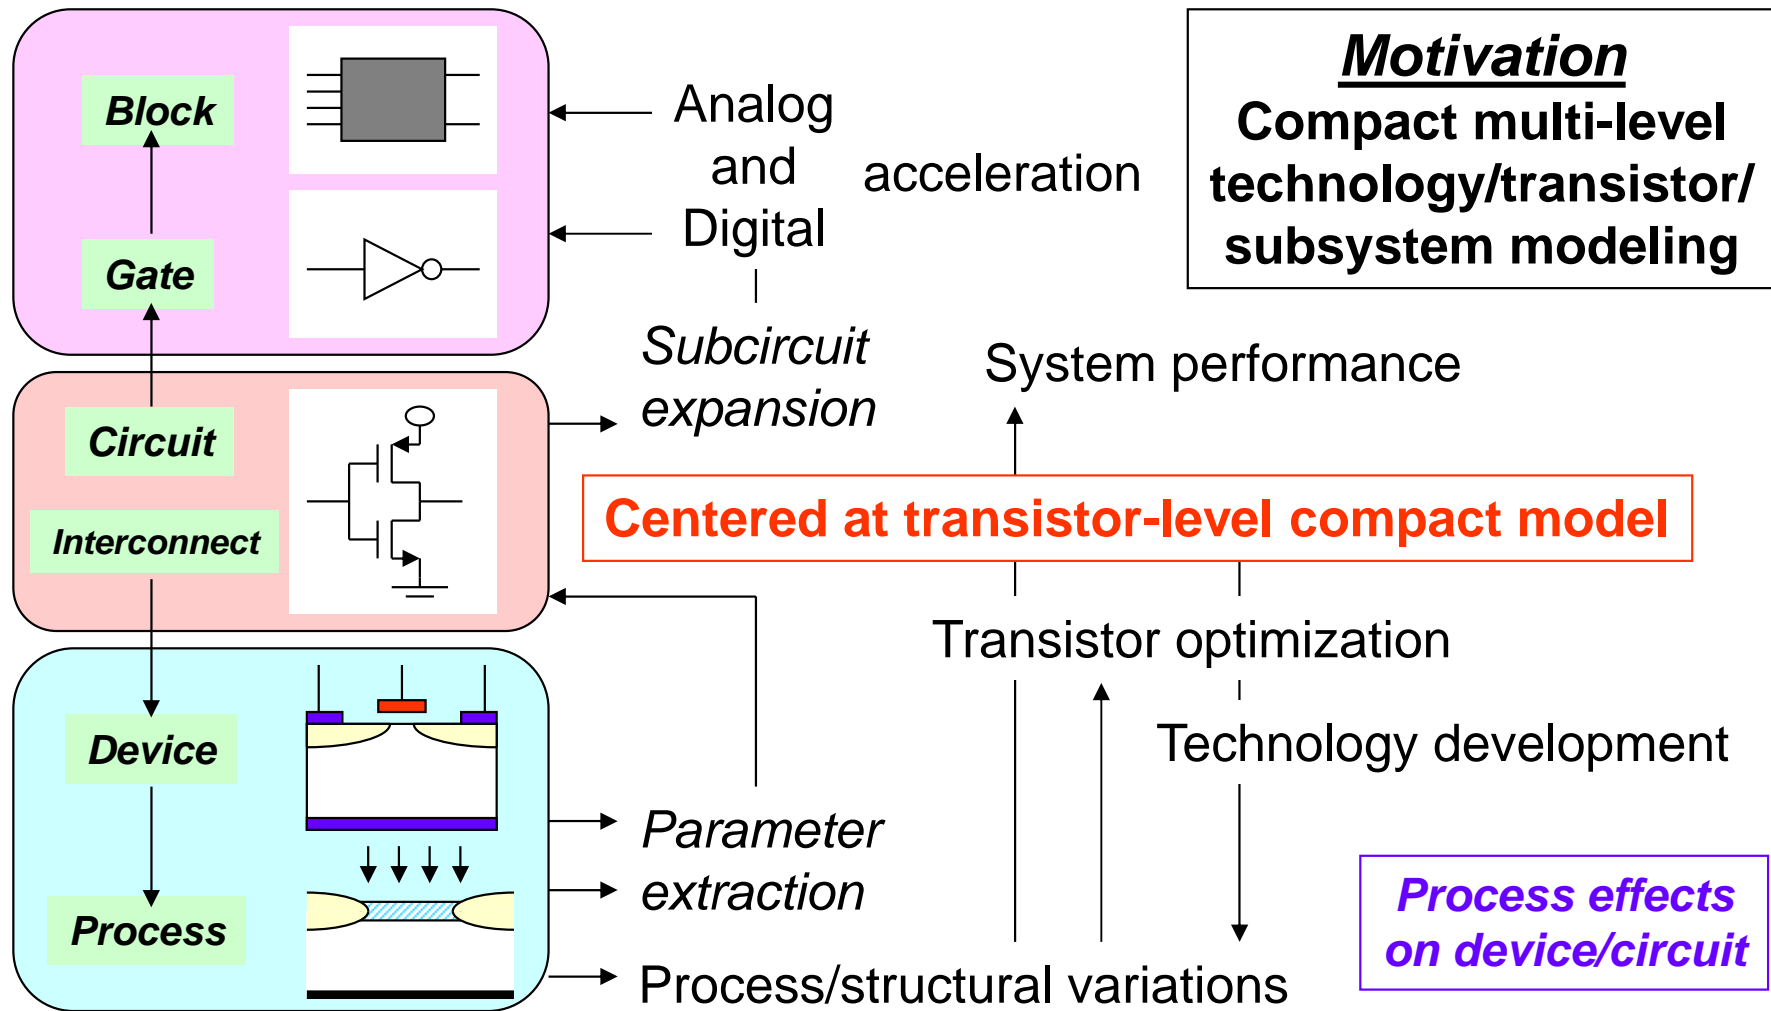 Block
Gate
Circuit
Interconnect
Device
Process
Analog
and
Digital
acceleration
Subcircuit
expansion
Motivation
Compact multi-level
technology/transistor/
subsystem modeling
System performance
Centered at transistor-level compact model
Transistor optimization
Technology development
Parameter
extraction
Process/structural variations
Process effects
on device/circuit